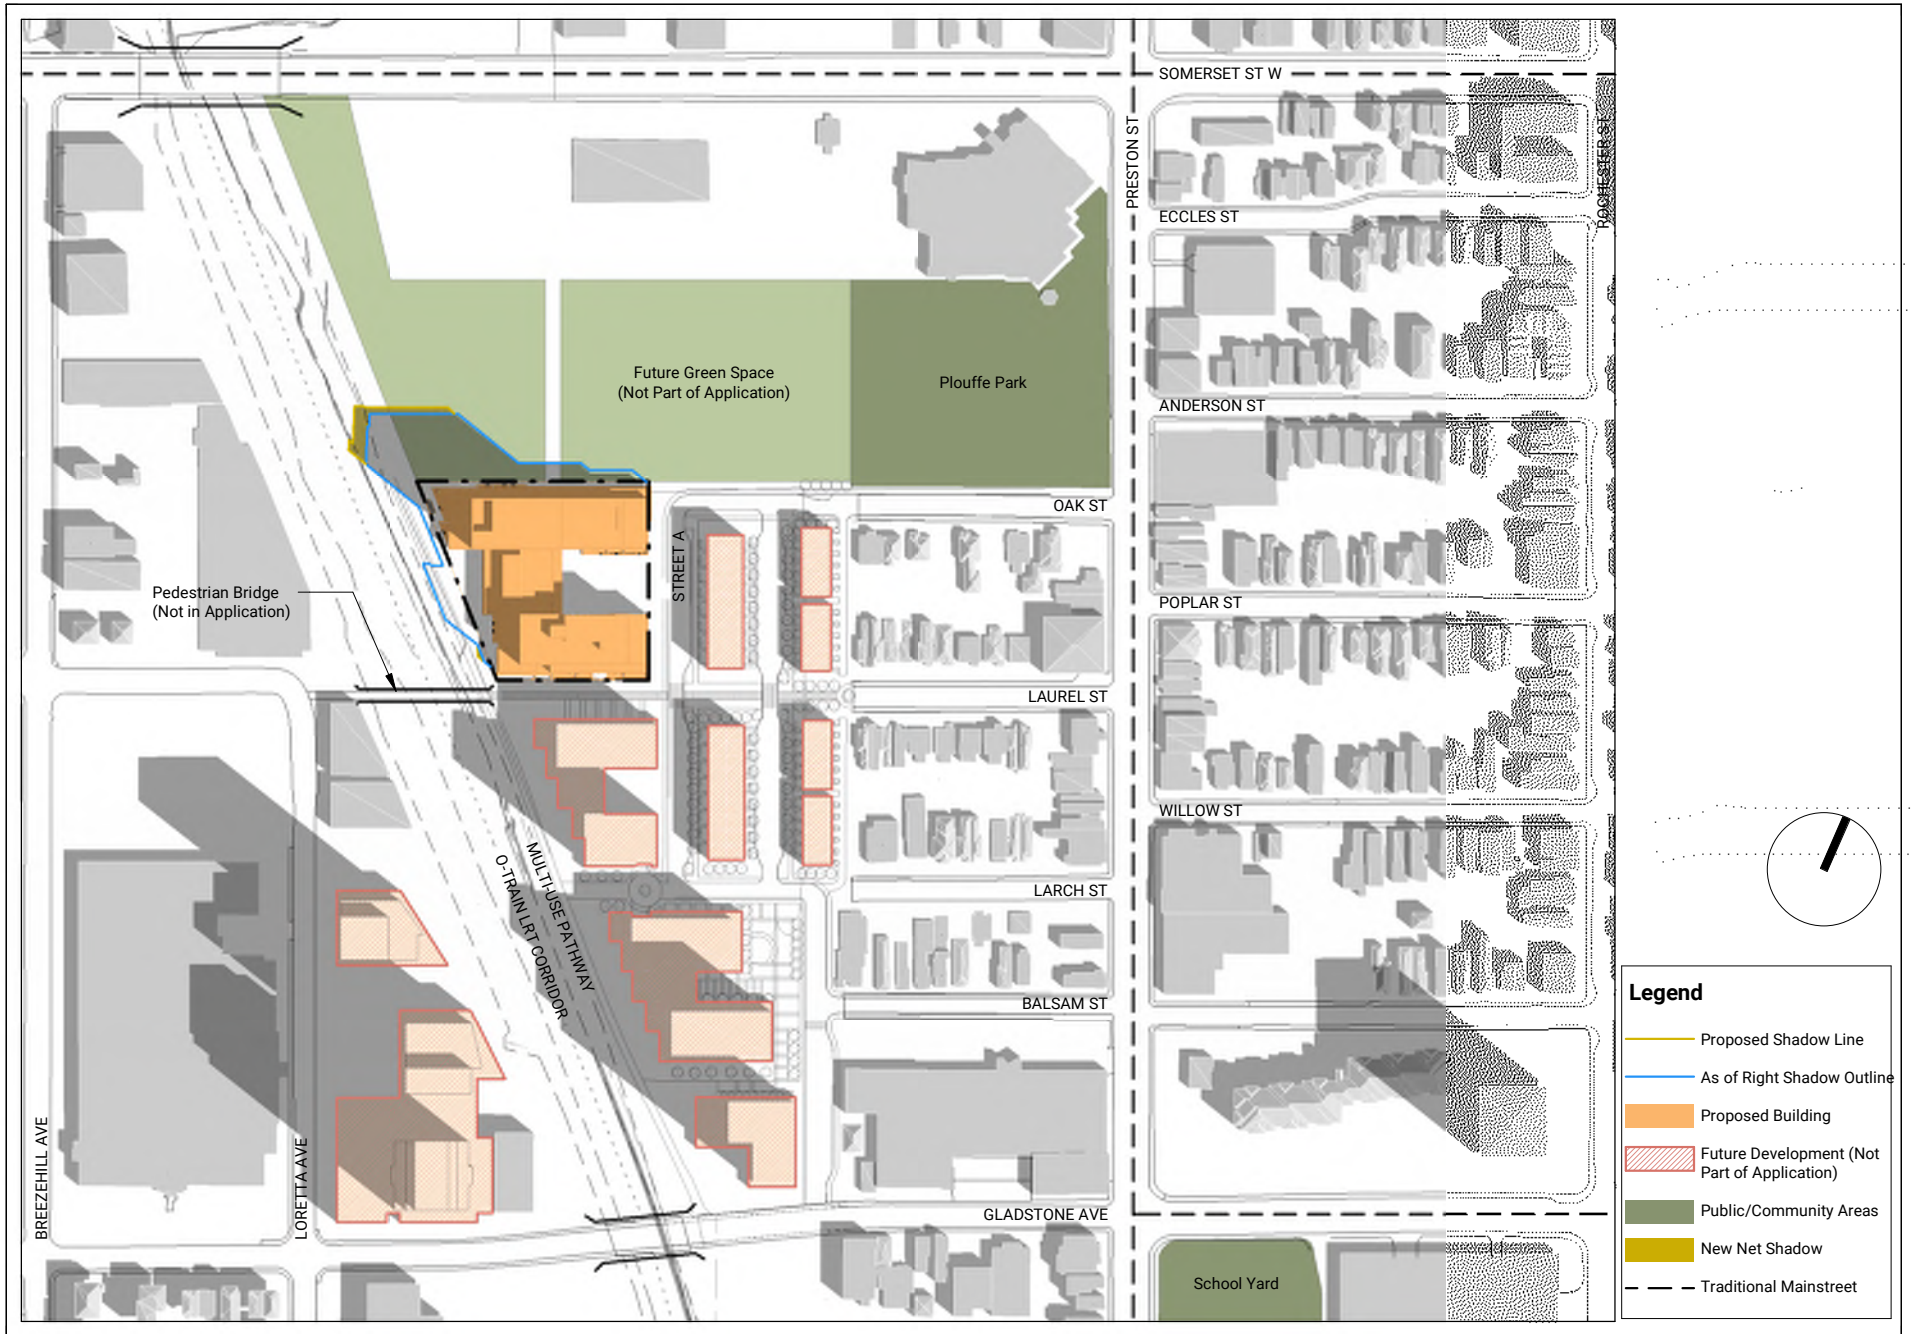 SOMERSET ST W
PRESTON ST
ROCHESTER ST
ECCLES ST
Future Green Space
(Not Part of Application)
Plouffe Park
ANDERSON ST
OAK ST
STREET A
Pedestrian Bridge
(Not in Application)
POPLAR ST
LAUREL ST
WILLOW ST
MULTI-USE PATHWAY
O-TRAIN LRT CORRIDOR
LARCH ST
BALSAM ST
BREEZEHILL AVE
LORETTA AVE
GLADSTONE AVE
School Yard
Legend
Proposed Shadow Line
As of Right Shadow Outline
Proposed Building
Future Development (Not
Part of Application)
Public/Community Areas
New Net Shadow
Traditional Mainstreet